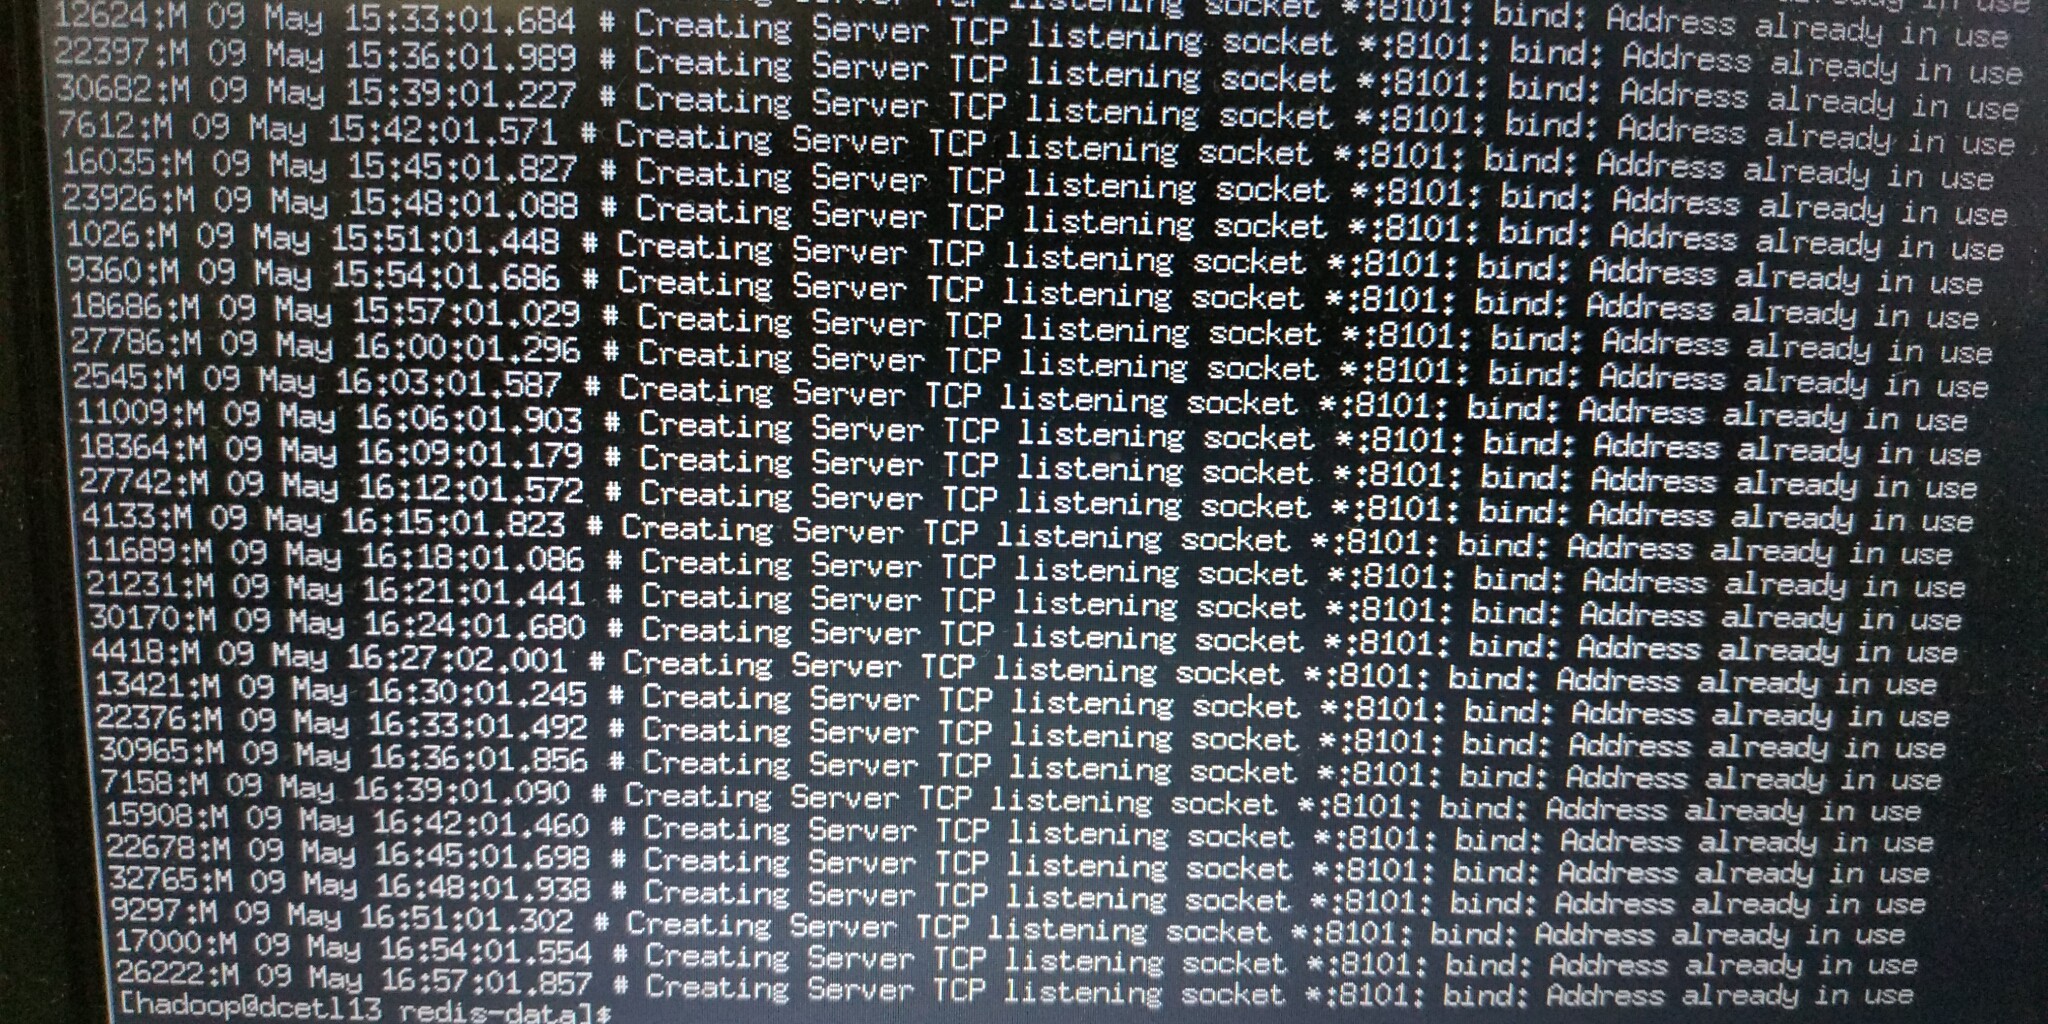 listening socket *:8101: bind: Address already in use
12624:M 09 May 15:33:01.684 # Creating Server TCP listening socket *:8101: bind: Address already in use
22397:M 09 May 15:36:01.989 # Creating Server TCP listening socket *:8101: bind: Address already in use
30682:M 09 May 15:39:01.227 # Creating Server TCP listening socket *:8101: bind: Address already in use
7612:M 09 May 15:42:01.571 # Creating Server TCP listening socket *:8101: bind: Address already in use
16035:M 09 May 15:45:01.827 # Creating Server TCP listening socket *:8101: bind: Address already in use
23926:M 09 May 15:48:01.088 # Creating Server TCP listening socket *:8101: bind: Address already in use
1026:M 09 May 15:51:01.448 # Creating Server TCP listening socket *:8101: bind: Address already in use
9360:M 09 May 15:54:01.686 # Creating Server TCP listening socket *:8101: bind: Address already in use
18686:M 09 May 15:57:01.029 # Creating Server TCP listening socket *:8101: bind: Address already in use
27786:M 09 May 16:00:01.296 # Creating Server TCP listening socket *:8101: bind: Address already in use
2545:M 09 May 16:03:01.587 # Creating Server TCP listening socket *:8101: bind: Address already in use
11009:M 09 May 16:06:01.903 # Creating Server TCP listening socket *:8101: bind: Address already in use
18364:M 09 May 16:09:01.179 # Creating Server TCP listening socket *:8101: bind: Address already in use
27742:M 09 May 16:12:01.572 # Creating Server TCP listening socket *:8101: bind: Address already in use
4133:M 09 May 16:15:01.823 # Creating Server TCP listening socket *:8101: bind: Address already in use
11689:M 09 May 16:18:01.086 # Creating Server TCP listening socket *:8101: bind: Address already in use
21231:M 09 May 16:21:01.441 # Creating Server TCP listening socket *:8101: bind: Address already in use
30170:M 09 May 16:24:01.680 # Creating Server TCP listening socket *:8101: bind: Address already in use
4418:M 09 May 16:27:02.001 # Creating Server TCP listening socket *:8101: bind: Address already in use
13421:M 09 May 16:30:01.245 # Creating Server TCP listening socket *:8101: bind: Address already in use
22376:M 09 May 16:33:01.492 # Creating Server TCP listening socket *:8101: bind: Address already in use
30965:M 09 May 16:36:01.856 # Creating Server TCP listening socket *:8101: bind: Address already in use
7158:M 09 May 16:39:01.090 # Creating Server TCP listening socket *:8101: bind: Address already in use
15908:M 09 May 16:42:01.460 # Creating Server TCP listening socket *:8101: bind: Address already in use
22678:M 09 May 16:45:01.698 # Creating Server TCP listening socket *:8101: bind: Address already in use
32765:M 09 May 16:48:01.938 # Creating Server TCP listening socket *:8101: bind: Address already in use
9297:M 09 May 16:51:01.302 # Creating Server TCP listening socket *:8101: bind: Address already in use
17000:M 09 May 16:54:01.554 # Creating Server TCP listening socket *:8101: bind: Address already in use
26222:M 09 May 16:57:01.857 # Creating Server TCP listening socket *:8101: bind: Address already in use
[hadoop@dcetl13 redis-data]$